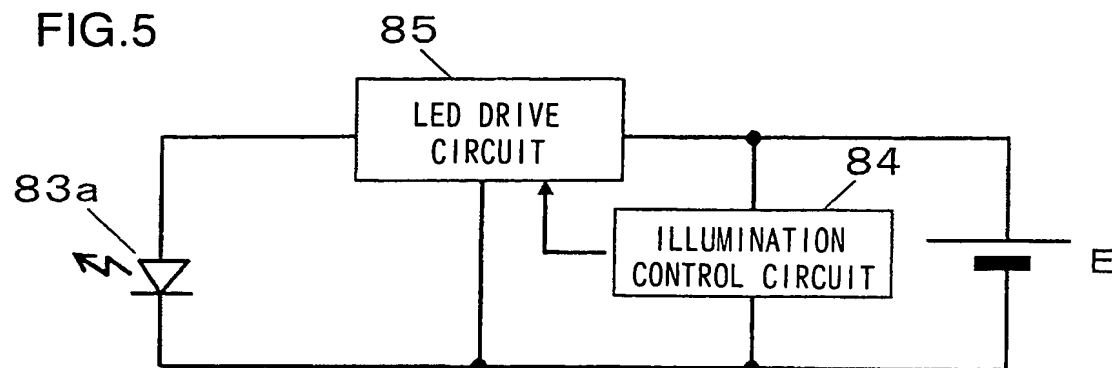 FIG.5
85
LED DRIVE
CIRCUIT
84
83a
ILLUMINATION
CONTROL CIRCUIT
E